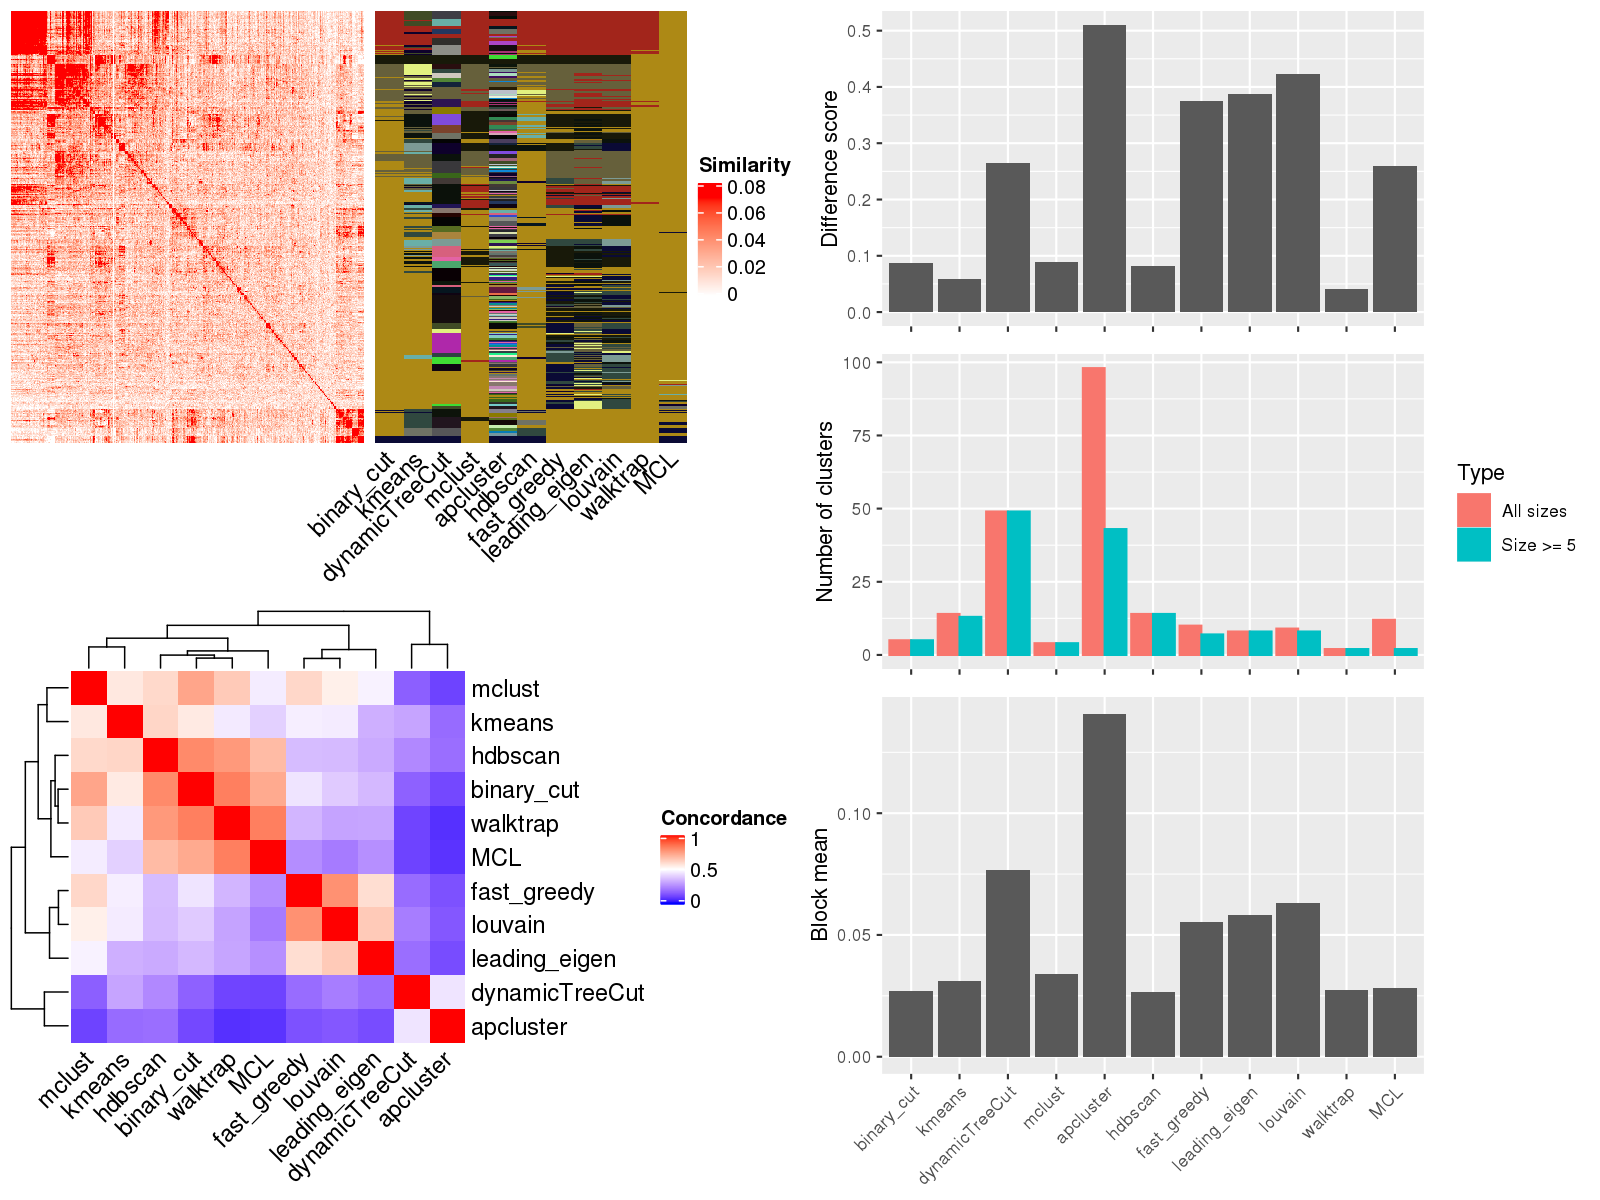 Similarity
0.08
0.06
0.04
0.02
0
binary_cut
kmeans
dynamicTreeCut
mclust
apcluster
hdbscan
fast_greedy
leading_eigen
louvain
walktrap
MCL
mclust
kmeans
hdbscan
binary_cut
walktrap
MCL
fast_greedy
louvain
leading_eigen
dynamicTreeCut
apcluster
mclust
kmeans
hdbscan
binary_cut
walktrap
MCL
fast_greedy
louvain
leading_eigen
dynamicTreeCut
apcluster
Concordance
1
0.5
0
Difference score
0.5
0.4
0.3
0.2
0.1
0.0
Number of clusters
100
75
50
25
0
Type
All sizes
Size >= 5
Block mean
0.10
0.05
0.00
binary_cut
kmeans
dynamicTreeCut
mclust
apcluster
hdbscan
fast_greedy
leading_eigen
louvain
walktrap
MCL